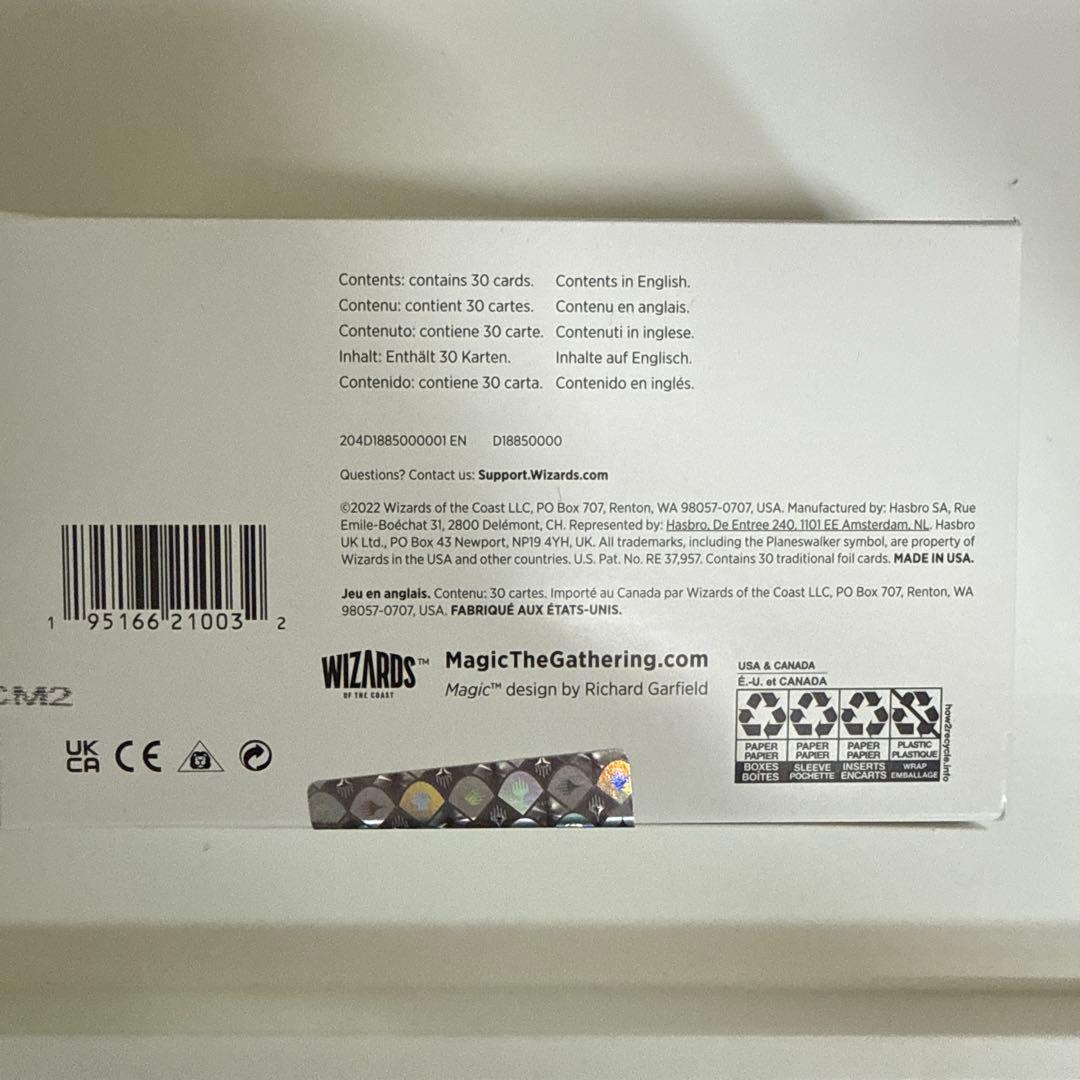 Contents: contains 30 cards. Contents in English.
Contenu: contient 30 cartes. Contenu en anglais.
Contenuto: contiene 30 carte. Contenuti in inglese.
Inhalt: Enthält 30 Karten. Inhalte auf Englisch.
Contenido: contiene 30 carta. Contenido en inglés.
204D1885000001 EN D18850000
Questions? Contact us: Support.Wizards.com
©2022 Wizards of the Coast LLC, PO Box 707, Renton, WA 98057-0707, USA. Manufactured by: Hasbro SA, Rue
Emile-Boéchat 31, 2800 Delémont, CH. Represented by: Hasbro, De Entree 240, 1101 EE Amsterdam, NL. Hasbro
UK Ltd., PO Box 43 Newport, NP19 4YH, UK. All trademarks, including the Planeswalker symbol, are property of
Wizards in the USA and other countries. U.S. Pat. No. RE 37,957. Contains 30 traditional foil cards. MADE IN USA.
Jeu en anglais. Contenu: 30 cartes. Importé au Canada par Wizards of the Coast LLC, PO Box 707, Renton, WA
98057-0707, USA. FABRIQUÉ AUX ÉTATS-UNIS.
1 95166 21003 2
CM2
UK
CA CE
WIZARDS™
OF THE COAST
MagicTheGathering.com
Magic™ design by Richard Garfield
USA & CANADA
É.-U. et CANADA
PAPER PAPER PAPER PLASTIC
PAPIER PAPIER PAPIER PLASTIQUE
BOXES SLEEVE INSERTS WRAP
BOÎTES POCHETTE ENCARTS EMBALLAGE
how2recycle.info